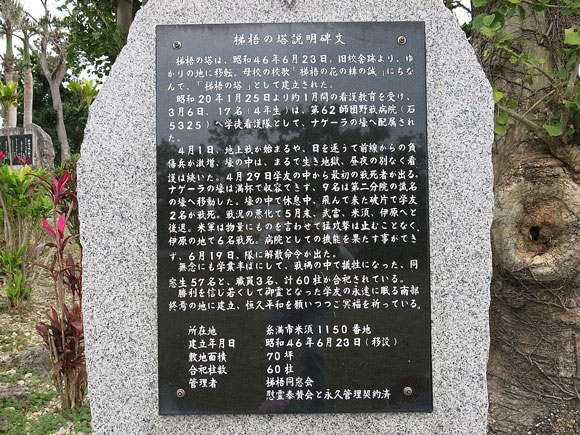 梯梧の塔説明碑文
梯梧の塔は、昭和46年6月23日、旧校舎跡より、ゆ
かりの地に移転。母校の校歌「梯梧の花の緋の誠」にちな
んで、「梯梧の塔」として建立された。
昭和20年1月25日より約1月間の看護教育を受け、
3月6日、17名(4年生)は、第62師団野戦病院(石
5325)へ学徒看護隊として、ナゲーラの壕へ配属され
た。
4月1日、地上戦が始まるや、日を逐うて前線からの負
傷兵が激増、壕の中は、まるで生き地獄、昼夜の別なく看
護は続いた。4月29日学友の中から最初の戦死者が出る。
ナゲーラの壕は満杯で収容できず、9名は第二分院の識名
の壕へ移動した。壕の中で休息中、飛んで来た破片で学友
2名が戦死。戦況の悪化で5月末、武富、米須、伊原へと
後退。米軍は物量にものを言わせて猛攻撃は止むことなく、
伊原の地で6名戦死。病院としての機能を果たす事ができ
ず、6月19日、隊に解散命令か出た。
無念にも学業半ばにして、戦禍の中で犠牲になった、同
窓生57名と、職員3名、計60柱か合祀されている。
勝利を信じ若くして御霊となった学友の永遠に眠る南部
終焉の地に建立、恒久平和を願いつつご冥福を祈っている。
所在地 糸満市米須1150番地
建立年月日 昭和46年6月23日(移設)
敷地面積 70坪
合祀柱数 60柱
管理者 梯梧同窓会
慰霊奉賛会と永久管理契約済